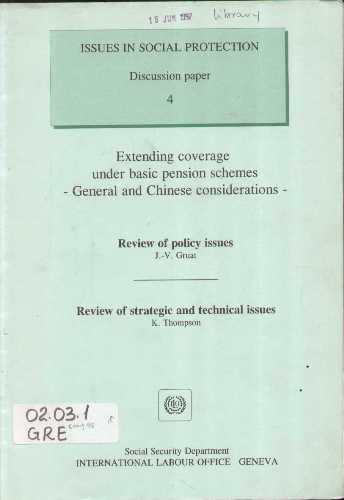 18 JUN 1997
Library
ISSUES IN SOCIAL PROTECTION
Discussion paper
4
Extending coverage
under basic pension schemes
- General and Chinese considerations -
Review of policy issues
J.-V. Gruat
Review of strategic and technical issues
K. Thompson
02.03.1
GRE
Social Security Department
INTERNATIONAL LABOUR OFFICE GENEVA